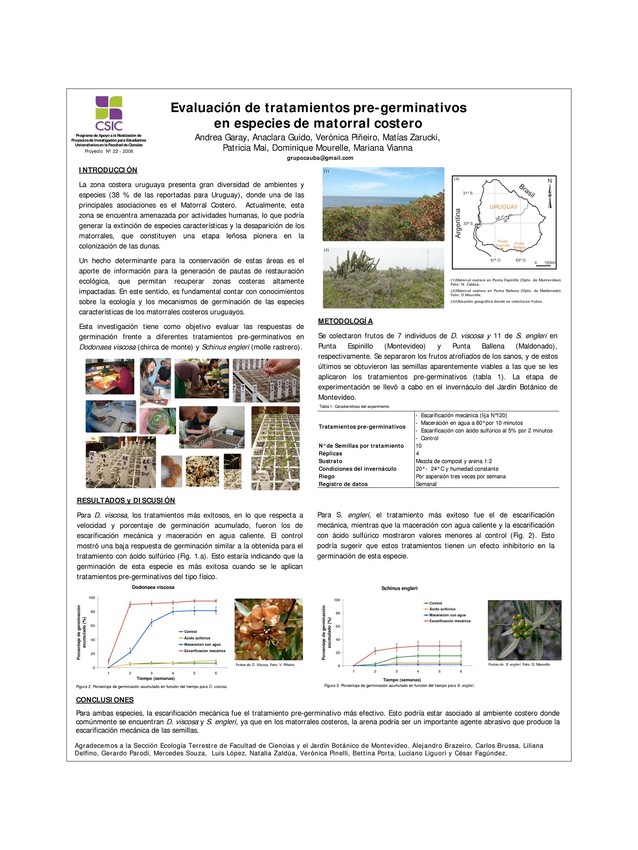 CSIC
Programa de Apoyo a la Realización de
Proyectos de Investigación para Estudiantes
Universitarios en la Facultad de Ciencias
Proyecto Nº 22 - 2008
Evaluación de tratamientos pre-germinativos
en especies de matorral costero
Andrea Garay, Anaclara Guido, Verónica Piñeiro, Matías Zarucki,
Patricia Mai, Dominique Mourelle, Mariana Vianna
grupocauba@gmail.com
INTRODUCCIÓN
La zona costera uruguaya presenta gran diversidad de ambientes y
especies (38 % de las reportadas para Uruguay), donde una de las
principales asociaciones es el Matorral Costero. Actualmente, esta
zona se encuentra amenazada por actividades humanas, lo que podría
generar la extinción de especies características y la desaparición de los
matorrales, que constituyen una etapa leñosa pionera en la
colonización de las dunas.
Un hecho determinante para la conservación de estas áreas es el
aporte de información para la generación de pautas de restauración
ecológica, que permitan recuperar zonas costeras altamente
impactadas. En este sentido, es fundamental contar con conocimientos
sobre la ecología y los mecanismos de germinación de las especies
características de los matorrales costeros uruguayos.
Esta investigación tiene como objetivo evaluar las respuestas de
germinación frente a diferentes tratamientos pre-germinativos en
Dodonaea viscosa (chirca de monte) y Schinus engleri (molle rastrero).
(1)
(2)
(3)
N
Brasil
Argentina
URUGUAY
Punta Espinillo
Punta Ballena
31º S
33º S
57º O
55º O
0 100km
(1) Matorral costero en Punta Espinillo (Dpto. de Montevideo).
Foto: N. Zaldúa.
(2) Matorral costero en Punta Ballena (Dpto. de Maldonado)
Foto: D. Mourelle.
(3) Ubicación geográfica donde se colectaron frutos.
METODOLOGÍA
Se colectaron frutos de 7 individuos de D. viscosa y 11 de S. engleri en
Punta Espinillo (Montevideo) y Punta Ballena (Maldonado),
respectivamente. Se separaron los frutos atrofiados de los sanos, y de estos
últimos se obtuvieron las semillas aparentemente viables a las que se les
aplicaron los tratamientos pre-germinativos (tabla 1). La etapa de
experimentación se llevó a cabo en el invernáculo del Jardín Botánico de
Montevideo.
Tabla 1. Características del experimento
Tratamientos pre-germinativos
- Escarificación mecánica (lija Nº120)
- Maceración en agua a 80º por 10 minutos
- Escarificación con ácido sulfúrico al 5% por 2 minutos
- Control
Nº de Semillas por tratamiento 10
Réplicas 4
Sustrato Mezcla de compost y arena 1:2
Condiciones del invernáculo 20º - 24º C y humedad constante
Riego Por aspersión tres veces por semana
Registro de datos Semanal
RESULTADOS y DISCUSIÓN
Para D. viscosa, los tratamientos más exitosos, en lo que respecta a
velocidad y porcentaje de germinación acumulado, fueron los de
escarificación mecánica y maceración en agua caliente. El control
mostró una baja respuesta de germinación similar a la obtenida para el
tratamiento con ácido sulfúrico (Fig. 1.a). Esto estaría indicando que la
germinación de esta especie es más exitosa cuando se le aplican
tratamientos pre-germinativos del tipo físico.
Para S. engleri, el tratamiento más exitoso fue el de escarificación
mecánica, mientras que la maceración con agua caliente y la escarificación
con ácido sulfúrico mostraron valores menores al control (Fig. 2). Esto
podría sugerir que estos tratamientos tienen un efecto inhibitorio en la
germinación de esta especie.
Dodonaea viscosa
Porcentaje de germinación acumulado (%)
100
80
60
40
20
0
1 2 3 4 5 6
Tiempo (semanas)
Control
Ácido sulfúrico
Maceración con agua
Escarificación mecánica
Frutos de D. Viscosa. Foto: V. Piñeiro
Figura 2. Porcentaje de germinación acumulado en función del tiempo para D. viscosa.
Schinus engleri
Porcentaje de germinación acumulado (%)
100
80
60
40
20
0
1 2 3 4 5 6
Tiempo (semanas)
Control
Ácido sulfúrico
Maceración con agua
Escarificación mecánica
Frutos de S. engleri. Foto: D. Mourelle
Figura 3. Porcentaje de germinación acumulado en función del tiempo para S. engleri.
CONCLUSIONES
Para ambas especies, la escarificación mecánica fue el tratamiento pre-germinativo más efectivo. Esto podría estar asociado al ambiente costero donde
comúnmente se encuentran D. viscosa y S. engleri, ya que en los matorrales costeros, la arena podría ser un importante agente abrasivo que produce la
escarificación mecánica de las semillas.
Agradecemos a la Sección Ecología Terrestre de Facultad de Ciencias y el Jardín Botánico de Montevideo. Alejandro Brazeiro, Carlos Brussa, Liliana
Delfino, Gerardo Parodi, Mercedes Souza, Luis López, Natalia Zaldúa, Verónica Pinelli, Bettina Porta, Luciano Liguori y César Fagúndez.